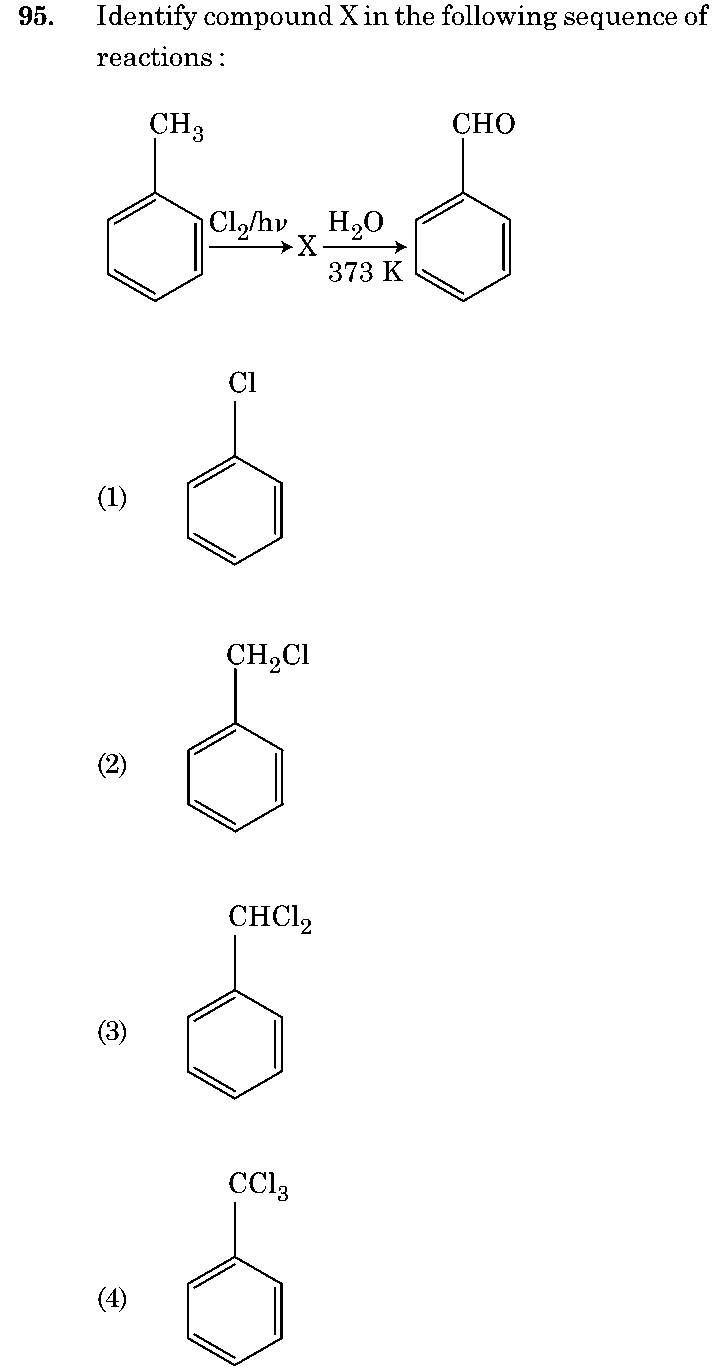 95. Identify compound X in the following sequence of
reactions :
CH₃ CHO
Cl₂/hν X H₂O
373 K
Cl
(1)
CH₂Cl
(2)
CHCl₂
(3)
CCl₃
(4)